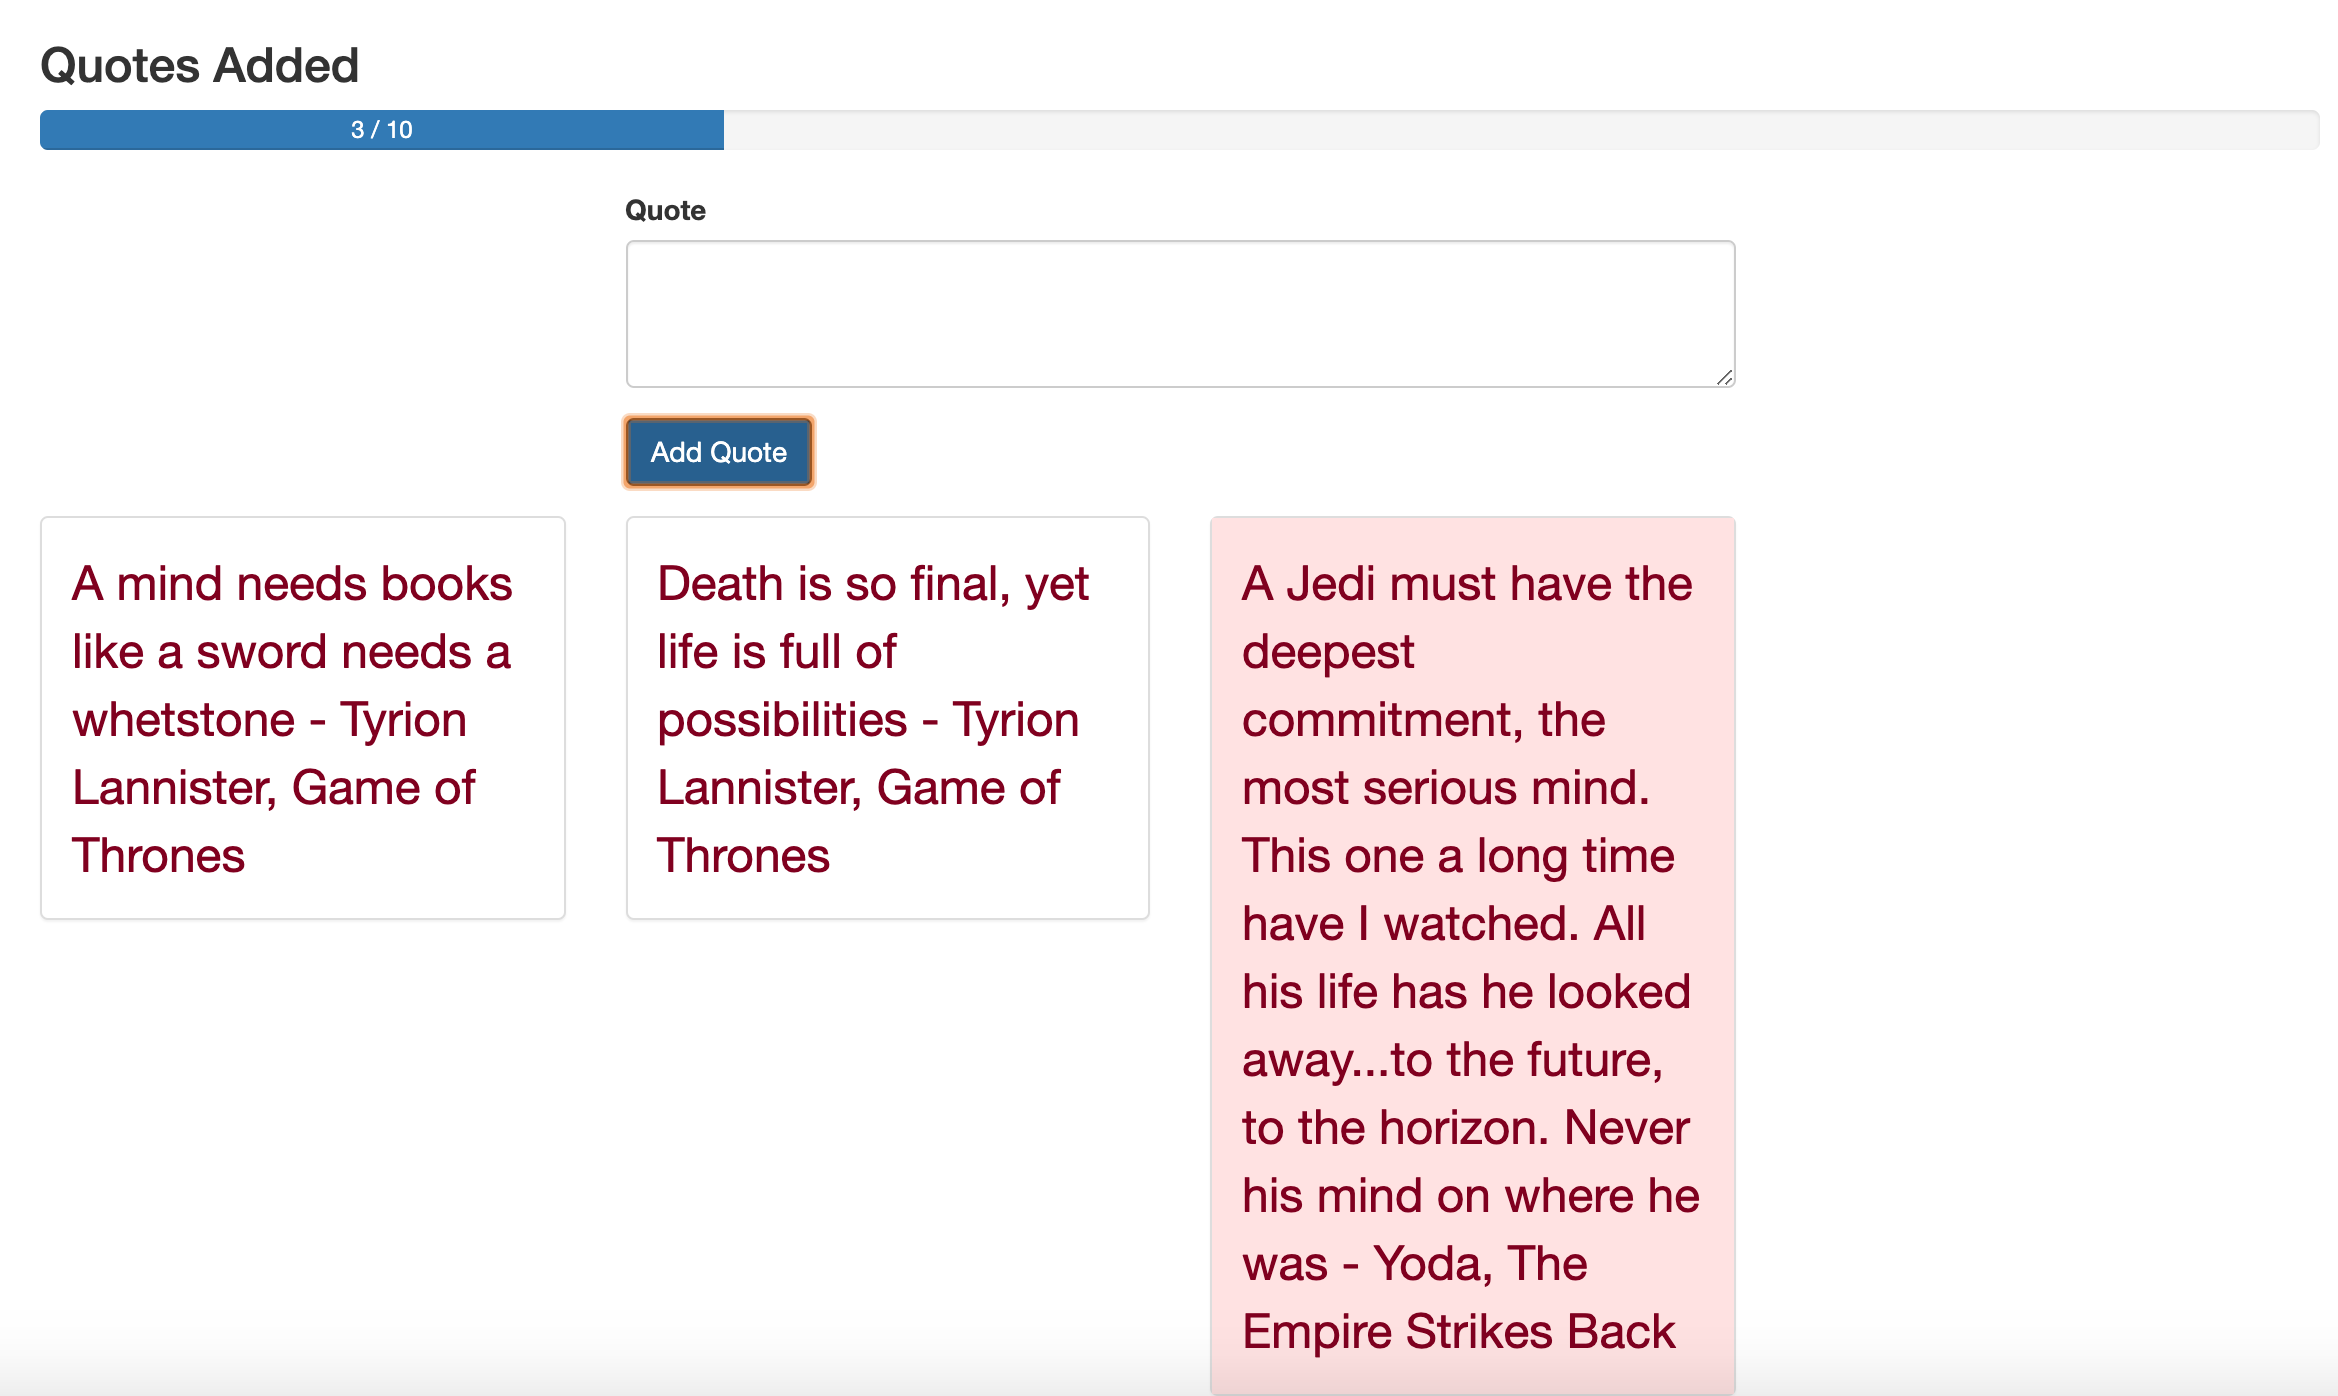 Quotes Added
3 / 10
Quote
Add Quote
A mind needs books
like a sword needs a
whetstone - Tyrion
Lannister, Game of
Thrones
Death is so final, yet
life is full of
possibilities - Tyrion
Lannister, Game of
Thrones
A Jedi must have the
deepest
commitment, the
most serious mind.
This one a long time
have I watched. All
his life has he looked
away...to the future,
to the horizon. Never
his mind on where he
was - Yoda, The
Empire Strikes Back